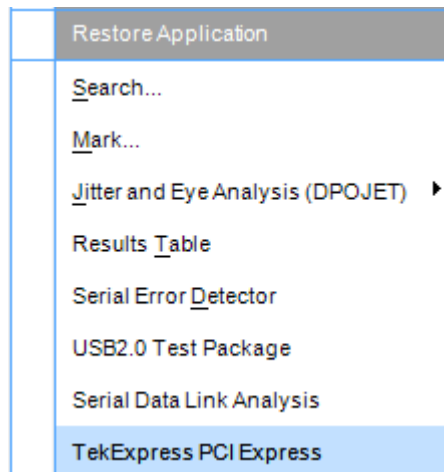 Restore Application
Search...
Mark...
Jitter and Eye Analysis (DPOJET)
Results Table
Serial Error Detector
USB2.0 Test Package
Serial Data Link Analysis
TekExpress PCI Express